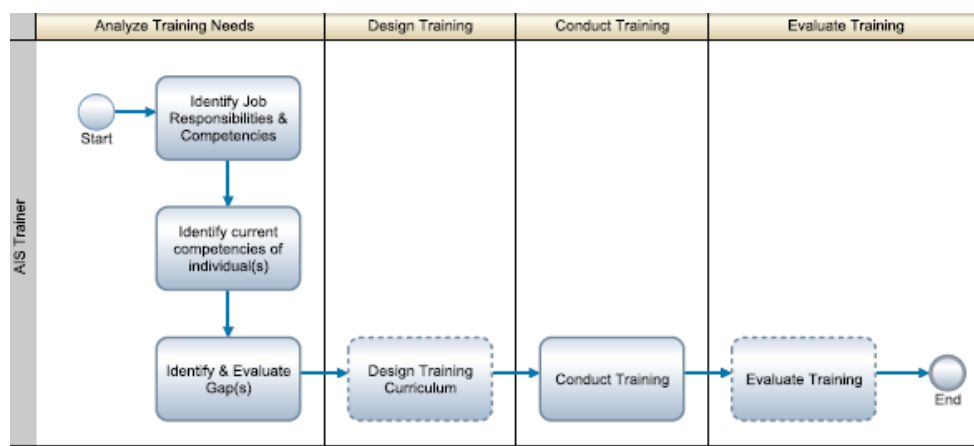 Analyze Training Needs
Design Training
Conduct Training
Evaluate Training
AIS Trainer
Start
Identify Job
Responsibilities &
Competencies
Identify current
competencies of
individual(s)
Identify & Evaluate
Gap(s)
Design Training
Curriculum
Conduct Training
Evaluate Training
End